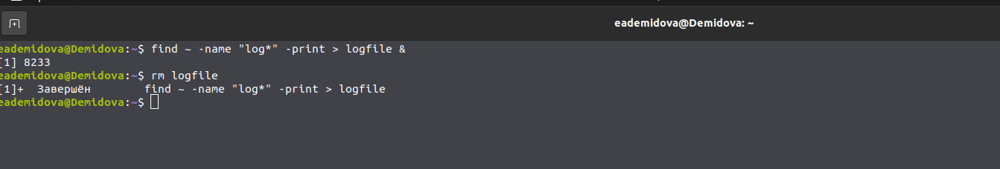 eademidova@Demidova: ~
eademidova@Demidova:~$ find ~ -name "log*" -print > logfile &
[1] 8233
eademidova@Demidova:~$ rm logfile
[1]+  Завершён        find ~ -name "log*" -print > logfile
eademidova@Demidova:~$